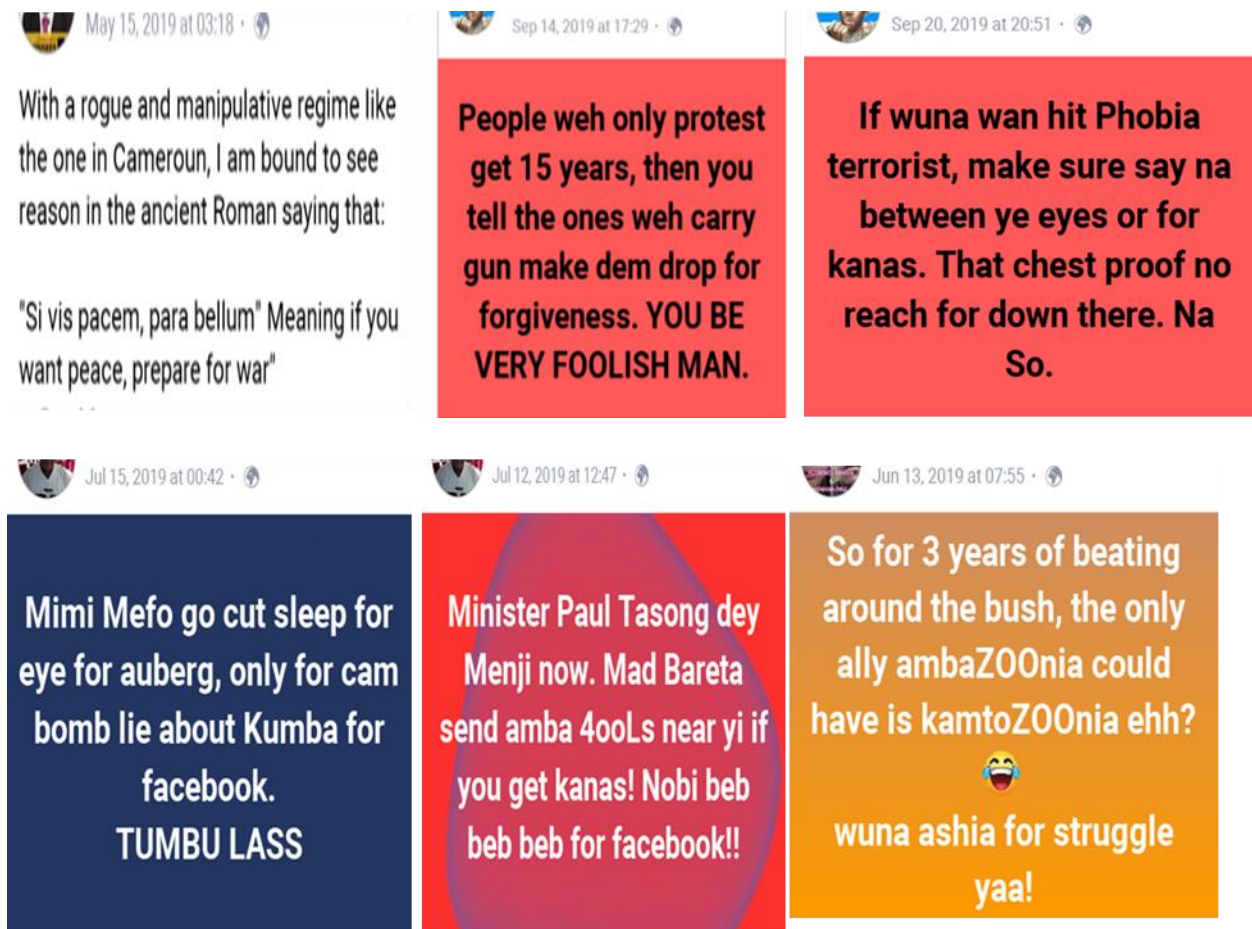 May 15, 2019 at 03:18 ·
With a rogue and manipulative regime like
the one in Cameroun, I am bound to see
reason in the ancient Roman saying that:
"Si vis pacem, para bellum" Meaning if you
want peace, prepare for war"
Sep 14, 2019 at 17:29 ·
People weh only protest
get 15 years, then you
tell the ones weh carry
gun make dem drop for
forgiveness. YOU BE
VERY FOOLISH MAN.
Sep 20, 2019 at 20:51 ·
If wuna wan hit Phobia
terrorist, make sure say na
between ye eyes or for
kanas. That chest proof no
reach for down there. Na
So.
Jul 15, 2019 at 00:42 ·
Mimi Mefo go cut sleep for
eye for auberg, only for cam
bomb lie about Kumba for
facebook.
TUMBU LASS
Jul 12, 2019 at 12:47 ·
Minister Paul Tasong dey
Menji now. Mad Bareta
send amba 4ooLs near yi if
you get kanas! Nobi beb
beb beb for facebook!!
Jun 13, 2019 at 07:55 ·
So for 3 years of beating
around the bush, the only
ally ambaZOOnia could
have is kamtoZOOnia ehh?
wuna ashia for struggle
yaa!